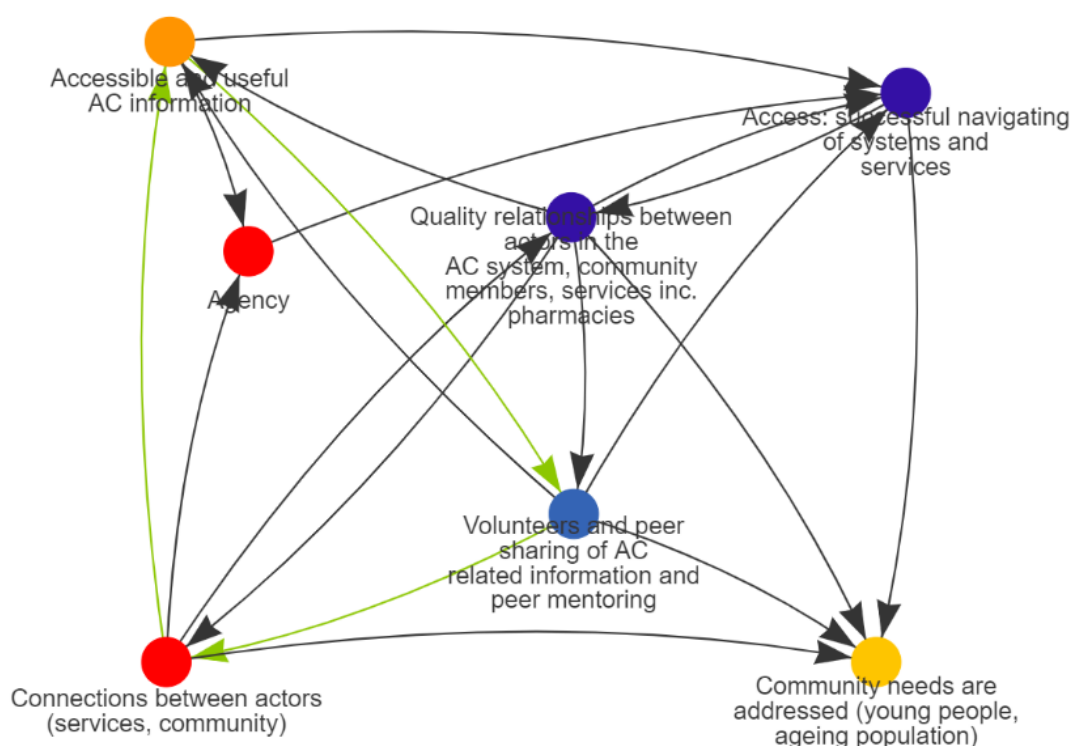 Accessible and useful
AC information
Access: successful navigating
of systems and
services
Quality relationships between
actors in the
AC system, community
members, services inc.
pharmacies
Agency
Volunteers and peer
sharing of AC
related information and
peer mentoring
Connections between actors
(services, community)
Community needs are
addressed (young people,
ageing population)